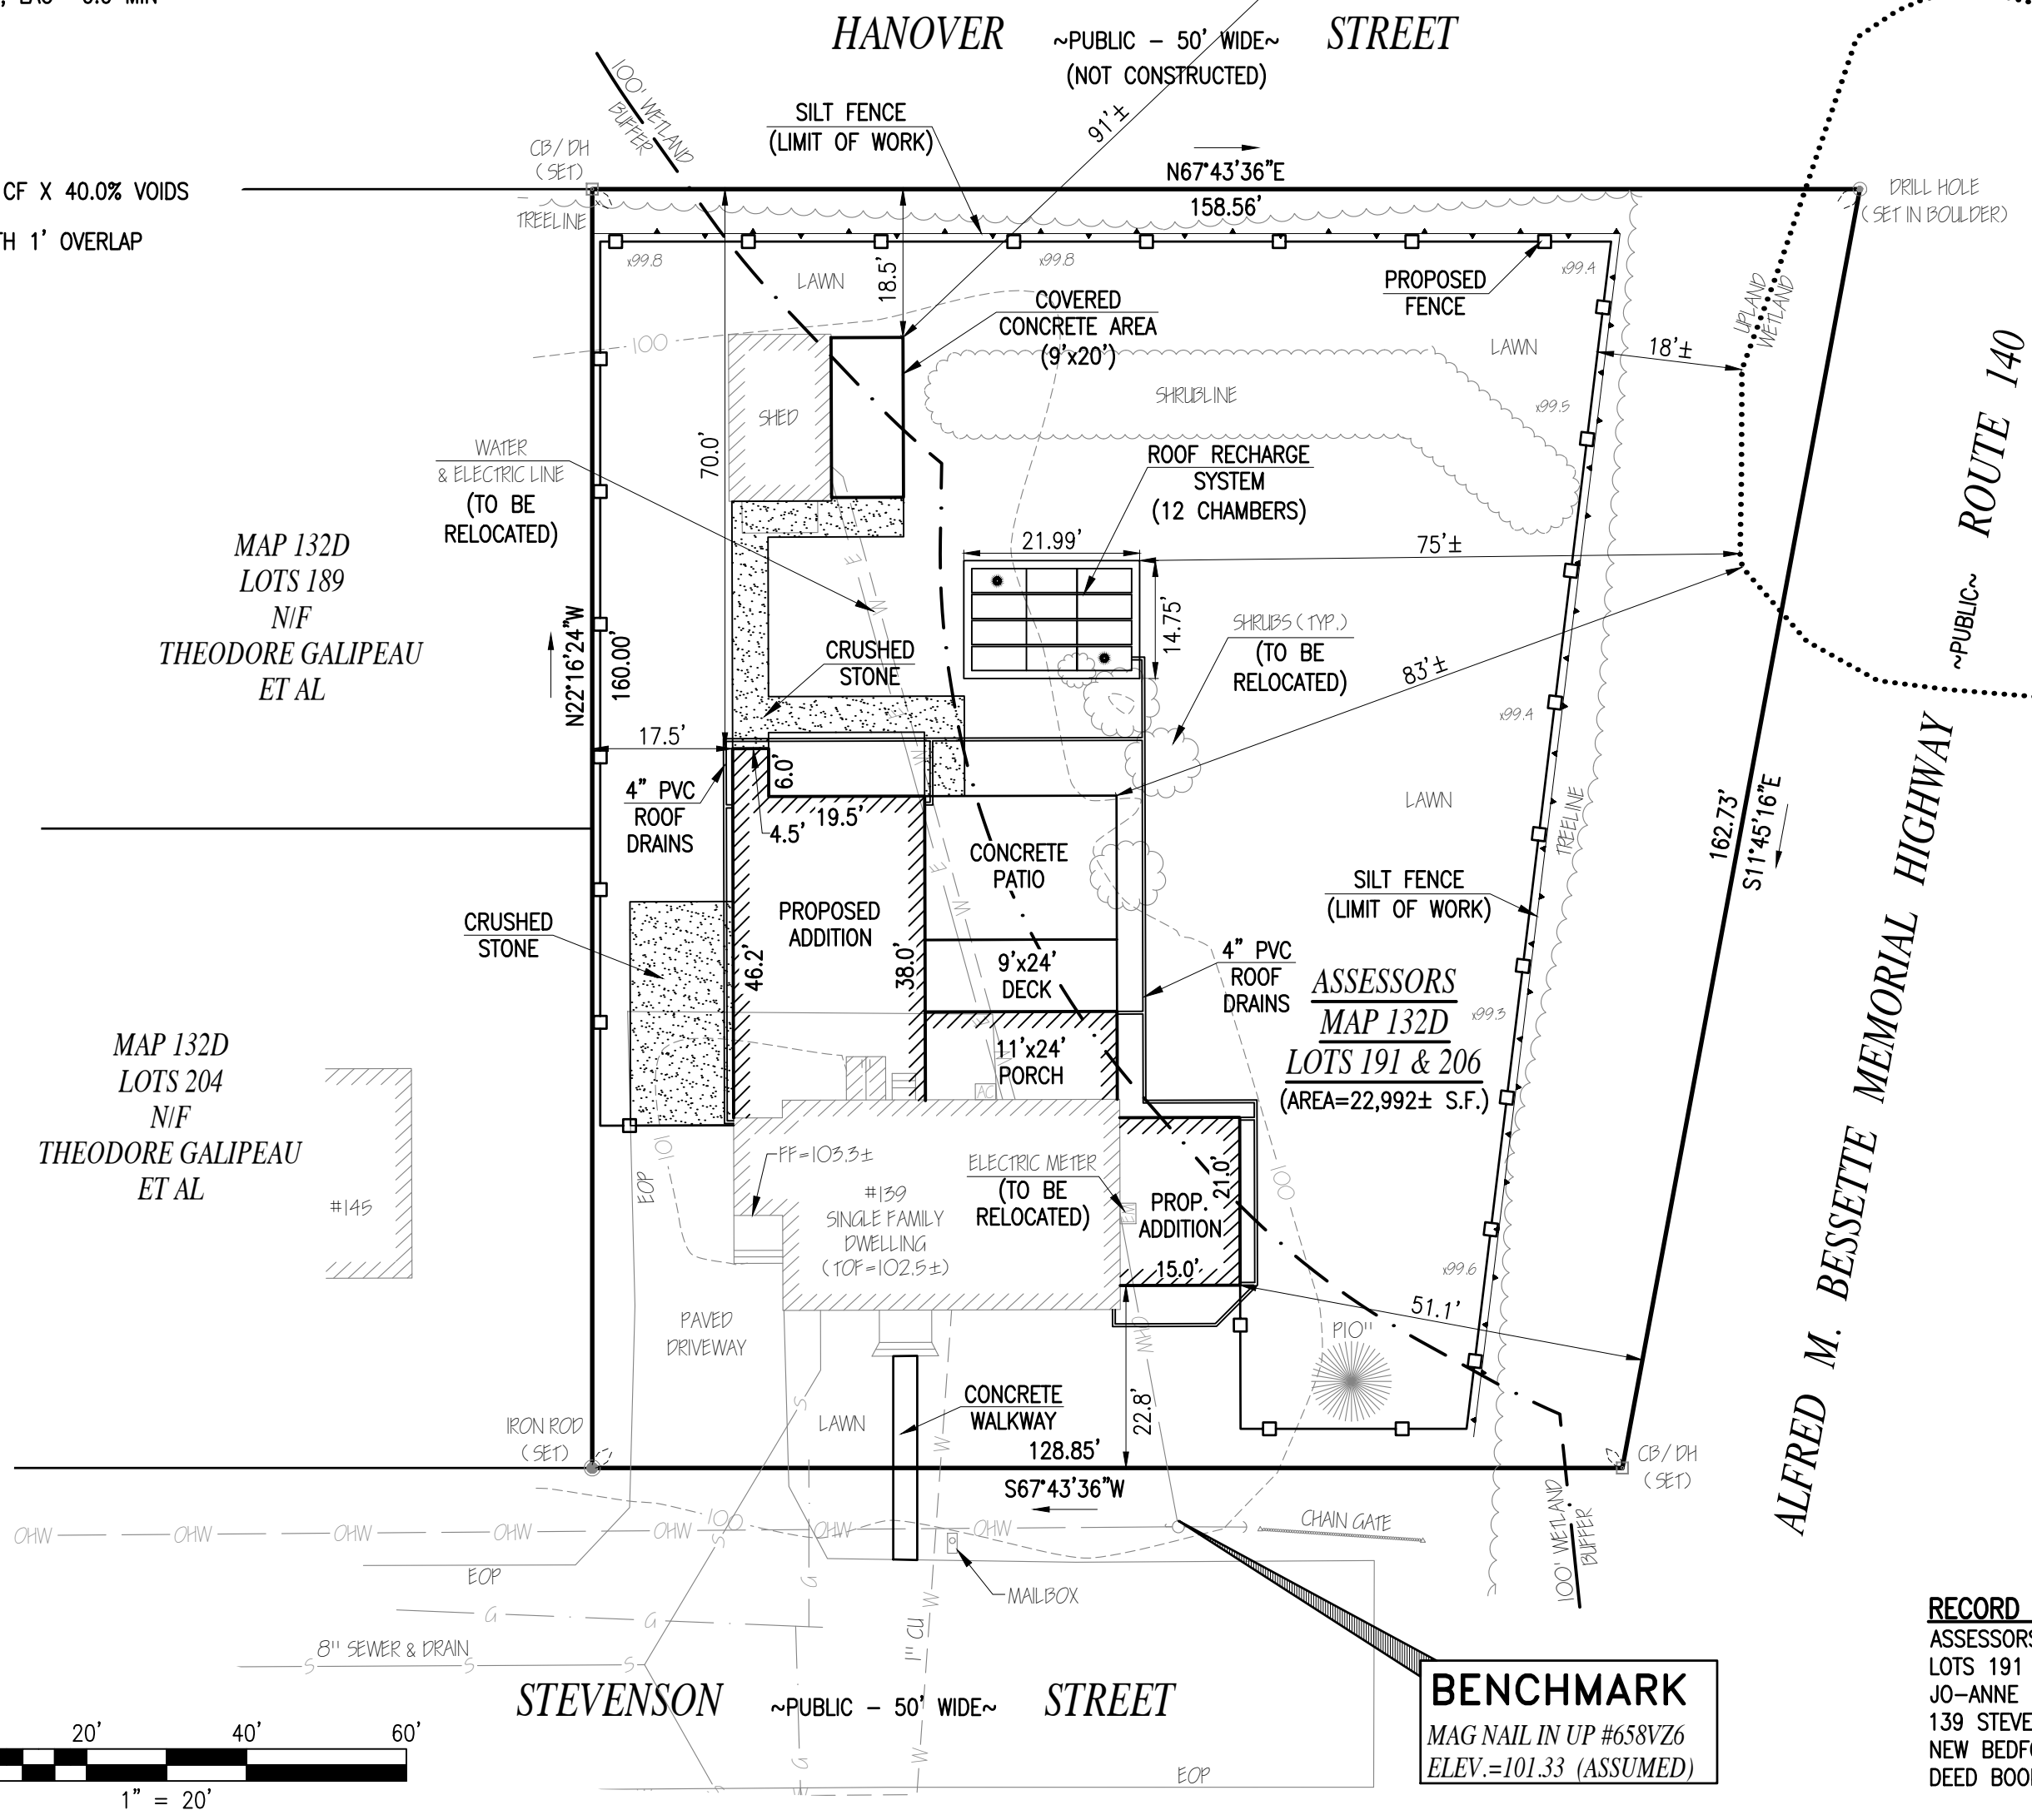 HANOVER STREET
~PUBLIC – 50' WIDE~
(NOT CONSTRUCTED)
100' WETLAND
BUFFER
SILT FENCE
(LIMIT OF WORK)
91'±
N67°43'36"E
158.56'
CB/DH
(SET)
TREELINE
DRILL HOLE
(SET IN BOULDER)
CF X 40.0% VOIDS
1' OVERLAP
x99.8
x99.8
x99.4
LAWN
18.5'
PROPOSED
FENCE
COVERED
CONCRETE AREA
(9'x20')
100
UPLAND
WETLAND
LAWN
18'±
SHED
SHRUBLINE
x99.5
70.0'
WATER
& ELECTRIC LINE
(TO BE
RELOCATED)
ROOF RECHARGE
SYSTEM
(12 CHAMBERS)
21.99'
75'±
14.75'
MAP 132D
LOTS 189
N/F
THEODORE GALIPEAU
ET AL
N22°16'24"W
160.00'
E
W
E
W
E
W
E
W
CRUSHED
STONE
SHRUBS (TYP.)
(TO BE
RELOCATED)
83'±
x99.4
17.5'
6.0'
19.5'
4.5'
4" PVC
ROOF
DRAINS
LAWN
TREELINE
162.73'
S11°45'16"E
ALFRED M. BESSETTE MEMORIAL HIGHWAY ~PUBLIC~ ROUTE 140
CONCRETE
PATIO
SILT FENCE
(LIMIT OF WORK)
PROPOSED
ADDITION
CRUSHED
STONE
46.2'
38.0'
9'x24'
DECK
4" PVC
ROOF
DRAINS
ASSESSORS
MAP 132D
LOTS 191 & 206
(AREA=22,992± S.F.)
x99.3
11'x24'
PORCH
AC
MAP 132D
LOTS 204
N/F
THEODORE GALIPEAU
ET AL
#145
101
EOP
FF=103.3±
#139
SINGLE FAMILY
DWELLING
(TOF=102.5±)
ELECTRIC METER
(TO BE
RELOCATED)
EM
PROP.
ADDITION
21.0'
15.0'
100
x99.6
51.1'
P10"
PAVED
DRIVEWAY
OHW
22.8'
IRON ROD
(SET)
LAWN
S
CONCRETE
WALKWAY
W
W
128.85'
S67°43'36"W
CB/DH
(SET)
100' WETLAND
BUFFER
OHW OHW OHW OHW OHW OHW OHW
100
S
CHAIN GATE
EOP
G
W
MAILBOX
G G
1" CU
8" SEWER & DRAIN
S S S
STEVENSON STREET
~PUBLIC – 50' WIDE~
G
W
S
EOP
BENCHMARK
MAG NAIL IN UP #658VZ6
ELEV.=101.33 (ASSUMED)
RECORD
LOTS 191
JO-ANNE
20' 40' 60'
1" = 20'